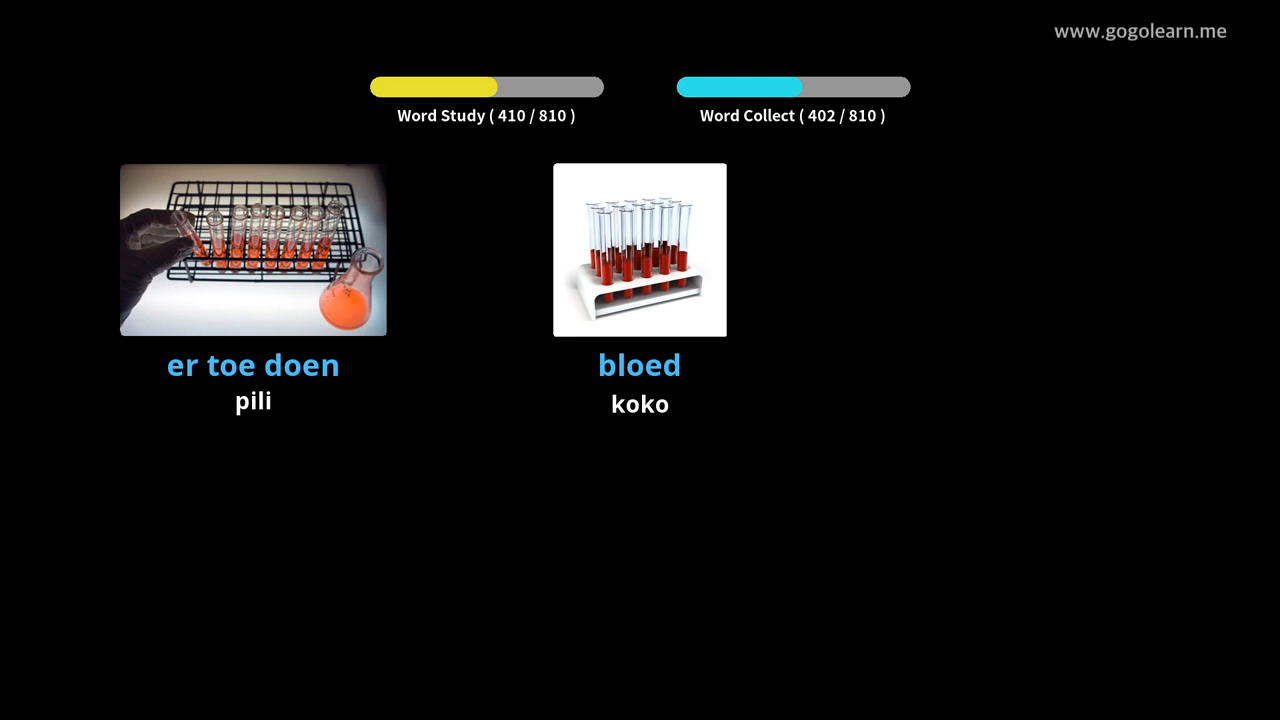 www.gogolearn.me
Word Study ( 410 / 810 )
Word Collect ( 402 / 810 )
er toe doen
pili
bloed
koko